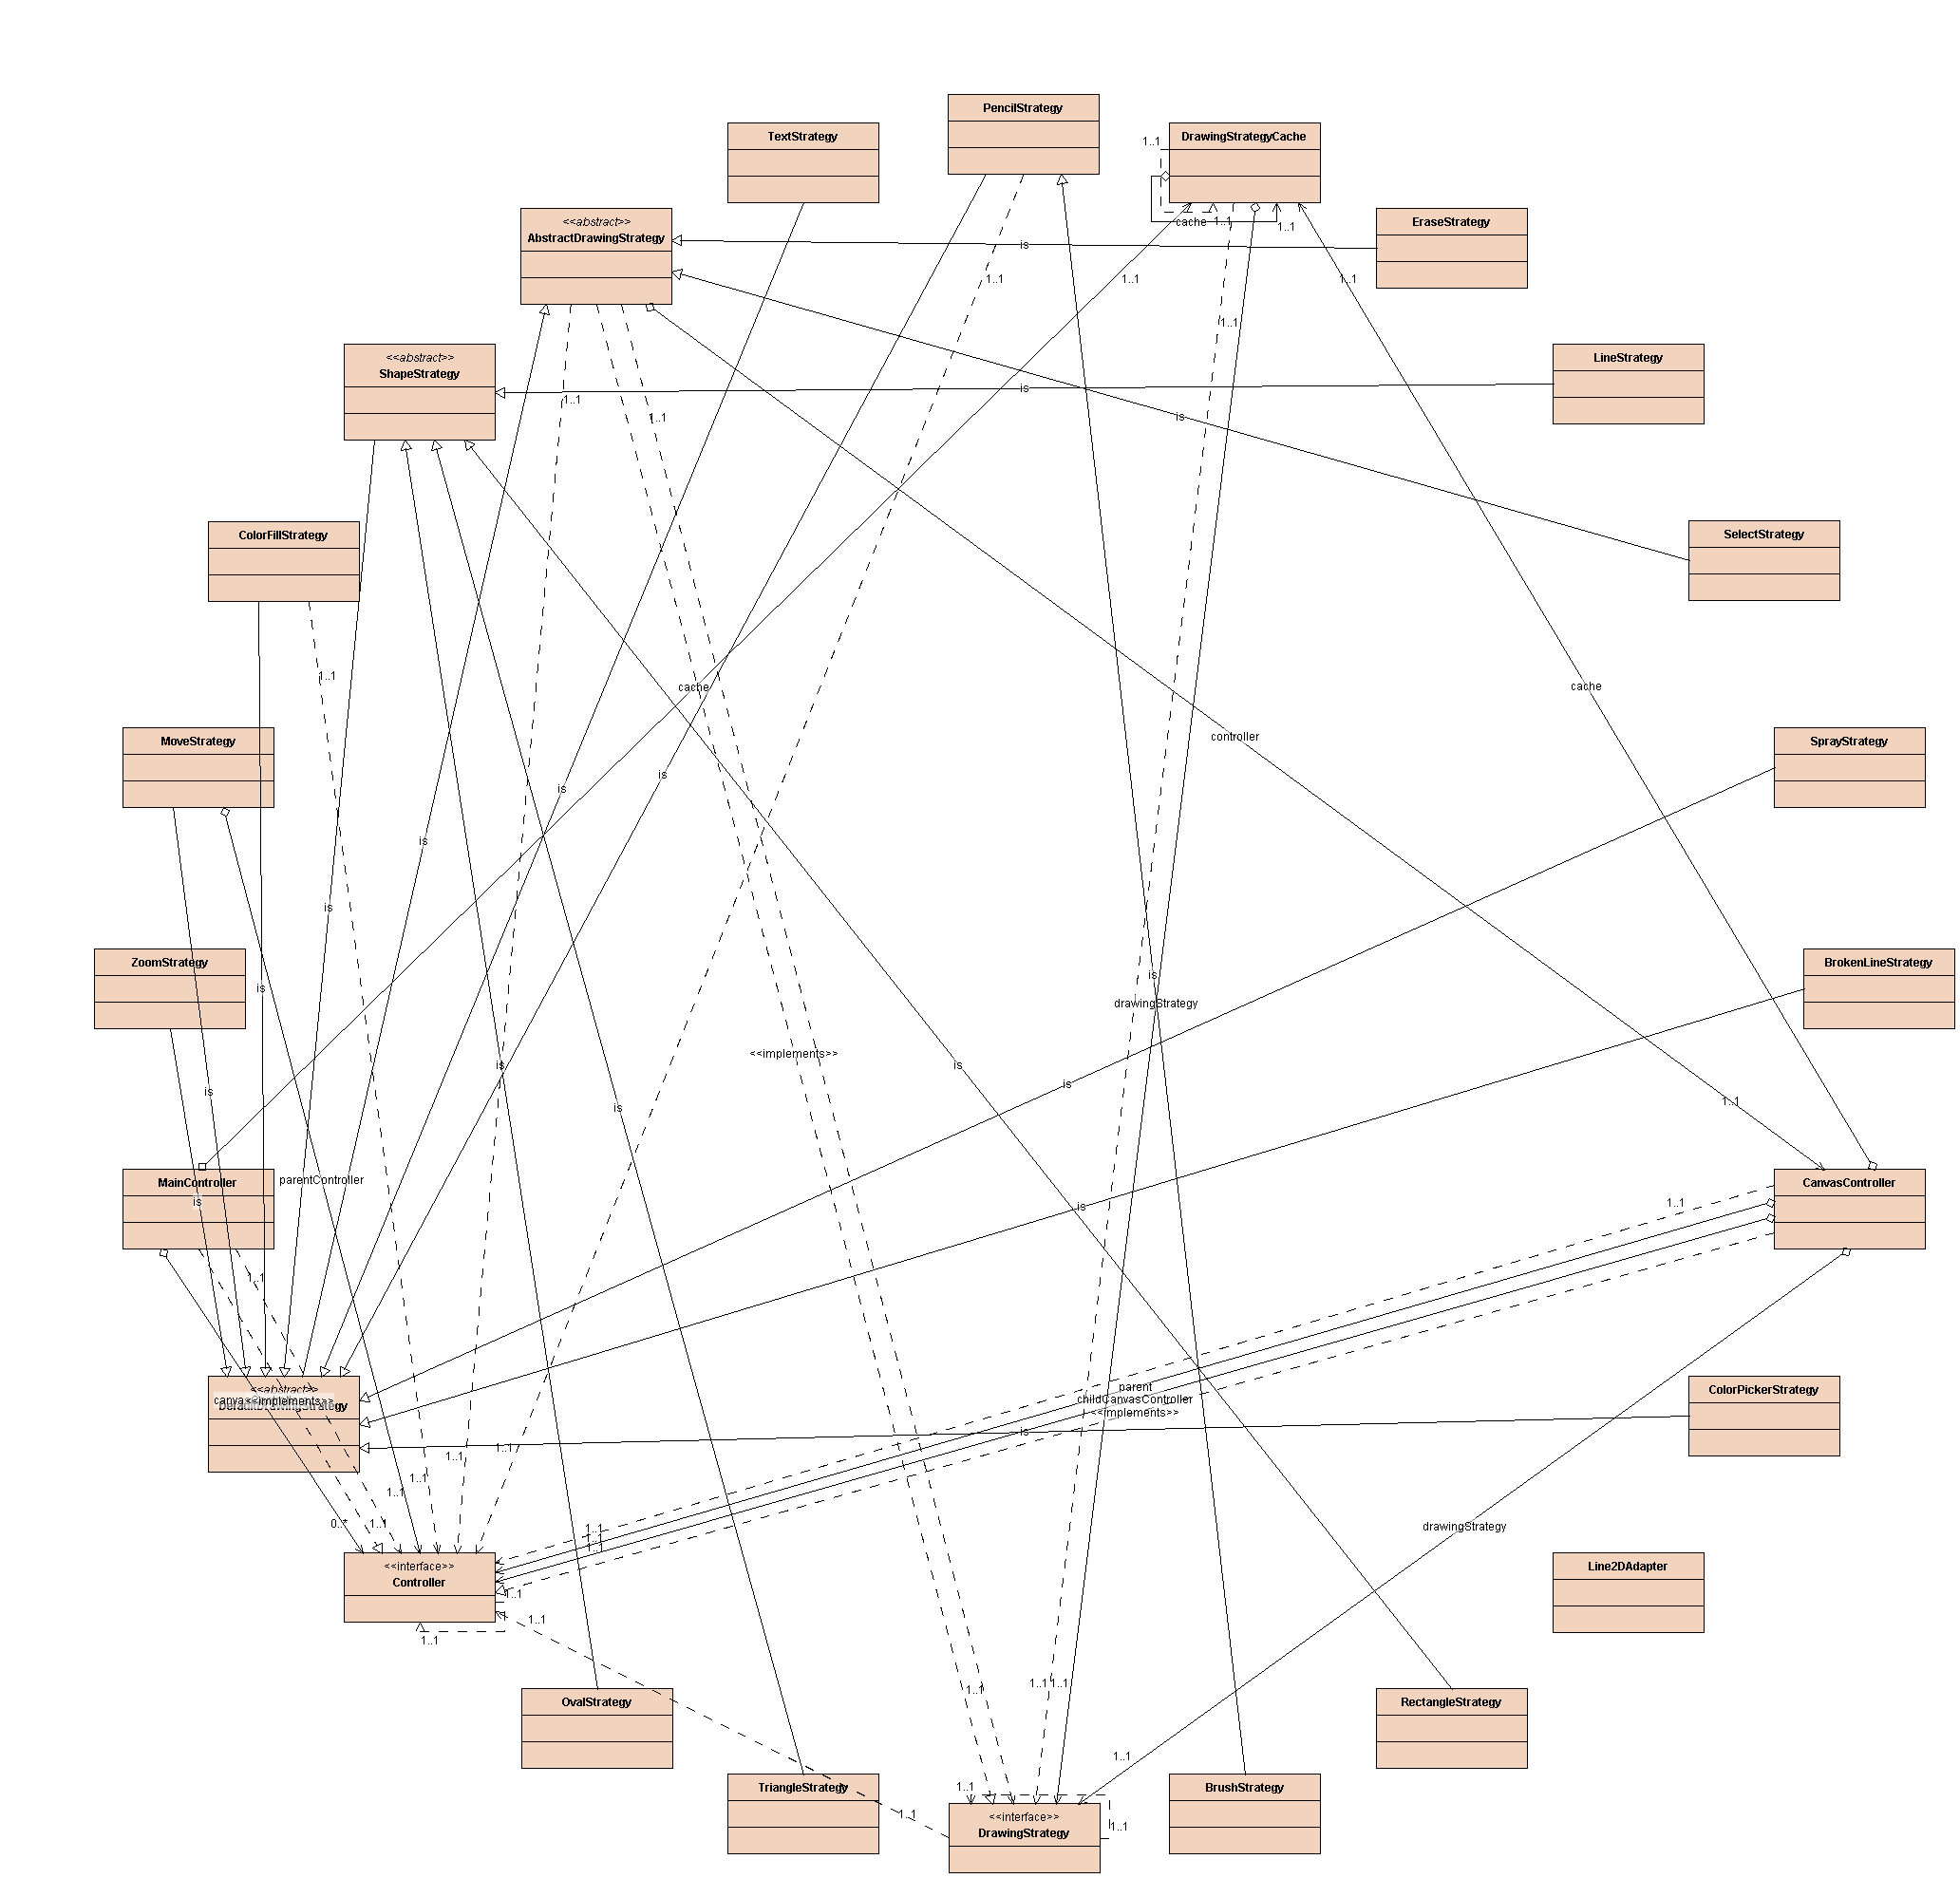 PencilStrategy
TextStrategy
DrawingStrategyCache
1..1
<<abstract>>
AbstractDrawingStrategy
EraseStrategy
cache
1..1
1..1
is
1..1
1..1
1..1
1..1
<<abstract>>
ShapeStrategy
LineStrategy
is
1..1
1..1
is
ColorFillStrategy
SelectStrategy
1..1
cache
cache
MoveStrategy
controller
SprayStrategy
is
is
is
is
ZoomStrategy
BrokenLineStrategy
is
is
drawingStrategy
<<implements>>
is
is
is
is
1..1
is
MainController
parentController
CanvasController
is
1..1
is
1..1
<<abstract>>
parent
ColorPickerStrategy
childCanvasController
<<implements>>
<<implements>>
is
1..1
1..1
1..1
1..1
0..*
1..1
1..1
1..1
drawingStrategy
<<interface>>
Controller
Line2DAdapter
1..1
1..1
1..1
1..1
1..1
1..1
OvalStrategy
RectangleStrategy
1..1
TriangleStrategy
1..1
BrushStrategy
1..1
<<interface>>
DrawingStrategy
1..1